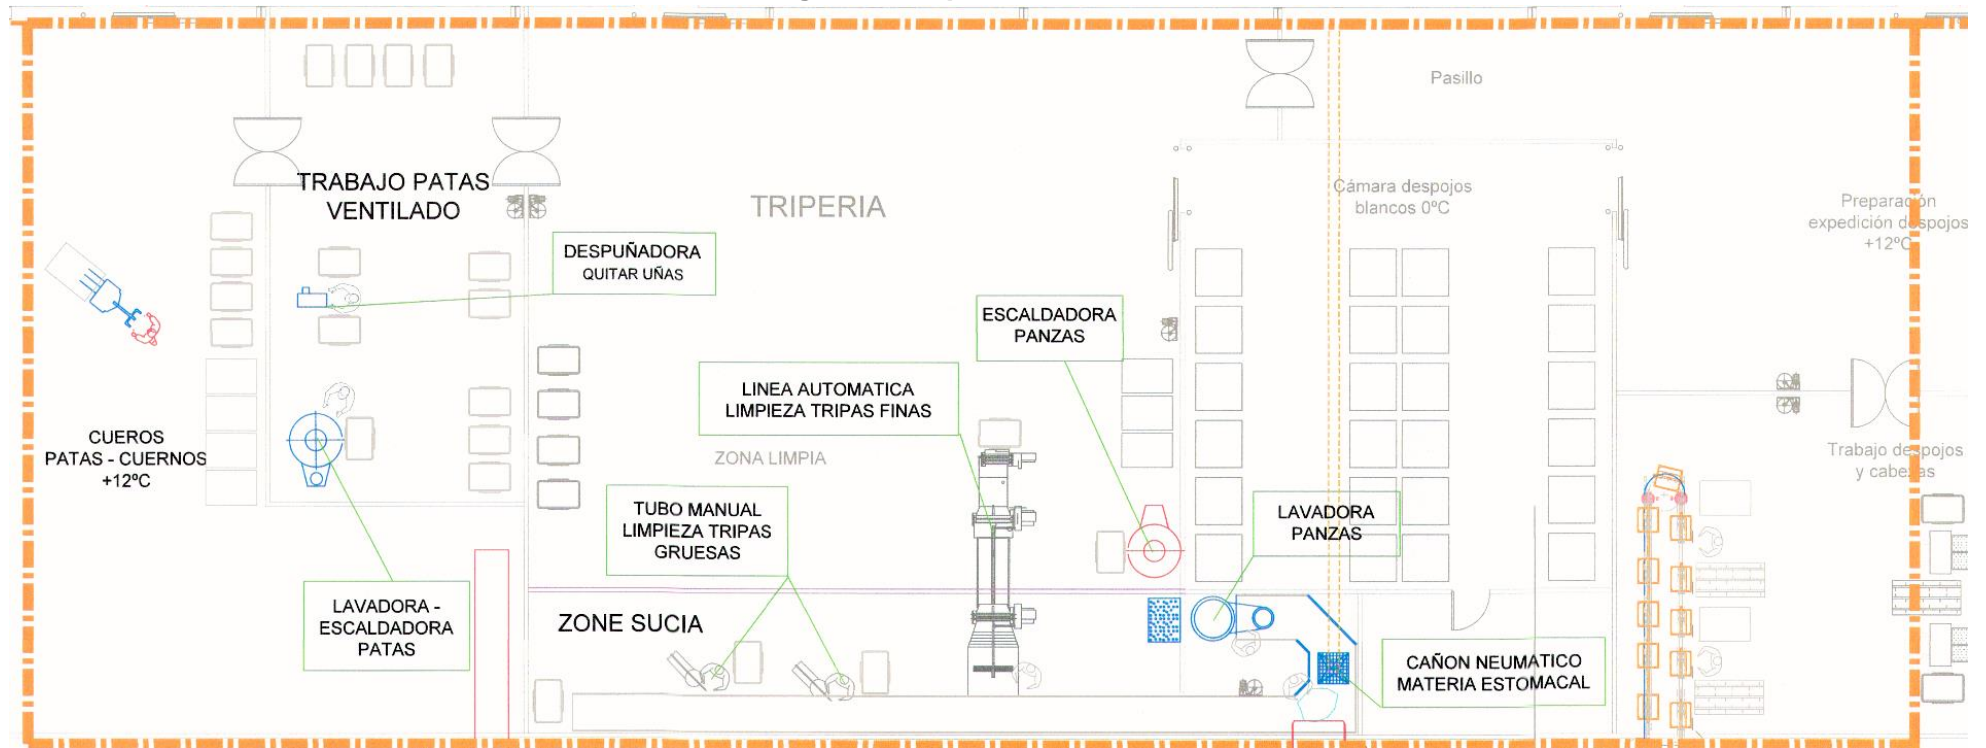 Pasillo
TRABAJO PATAS
VENTILADO
TRIPERIA
Cámara despojos
blancos 0ºC
Preparación
expedición despojos
+12ºC
DESPUÑADORA
QUITAR UÑAS
ESCALDADORA
PANZAS
LINEA AUTOMATICA
LIMPIEZA TRIPAS FINAS
CUEROS
PATAS - CUERNOS
+12ºC
ZONA LIMPIA
Trabajo despojos
y cabezas
TUBO MANUAL
LIMPIEZA TRIPAS
GRUESAS
LAVADORA
PANZAS
LAVADORA -
ESCALDADORA
PATAS
ZONE SUCIA
CAÑON NEUMATICO
MATERIA ESTOMACAL